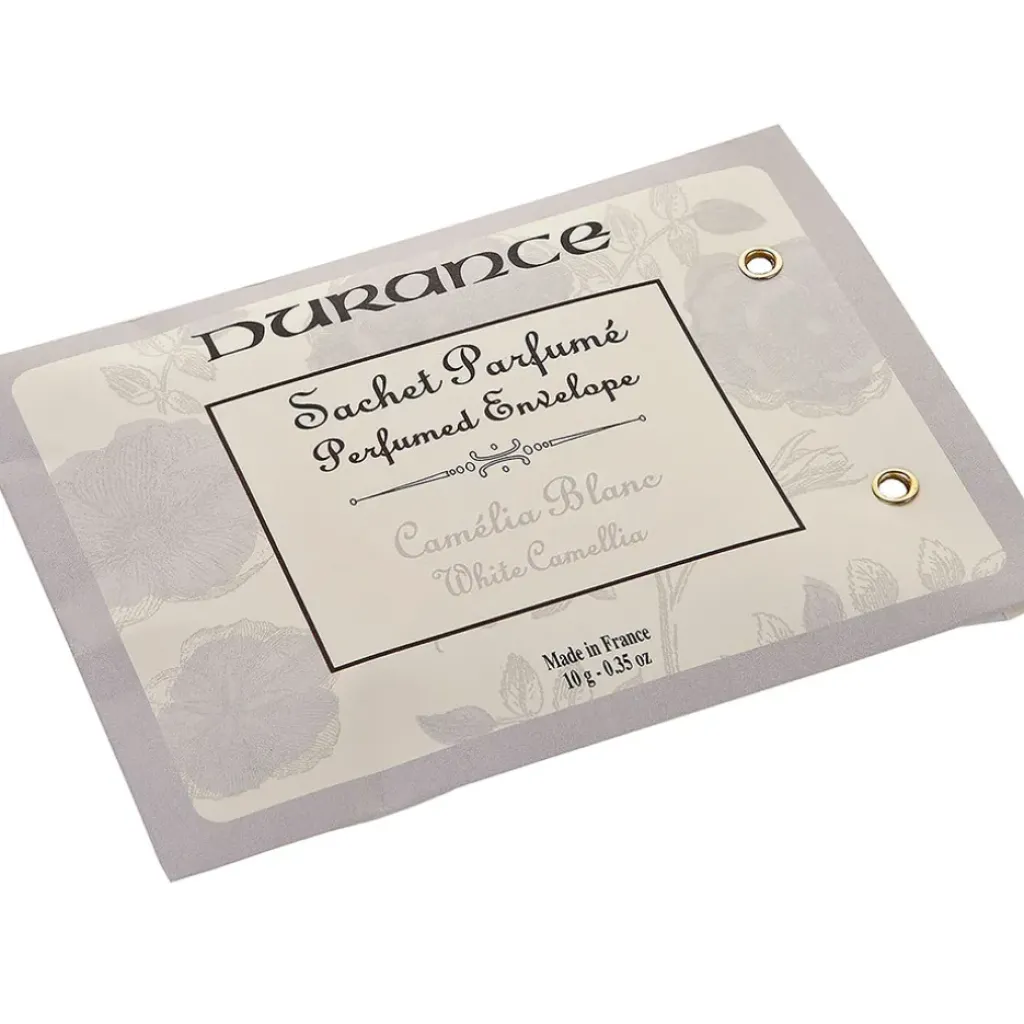 DURANCE
Sachet Parfumé
Perfumed Envelope
Camélia Blanc
White Camellia
Made in France
10 g - 0.35 oz